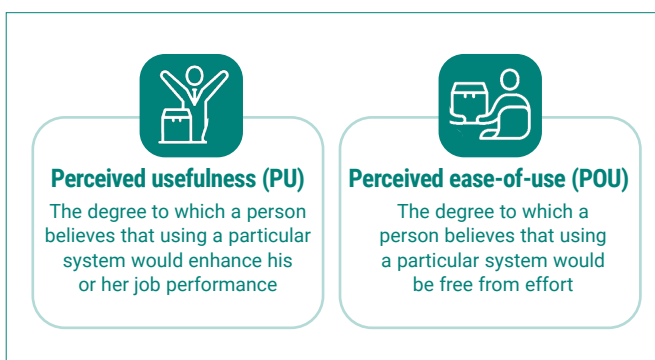 Perceived usefulness (PU)
The degree to which a person
believes that using a particular
system would enhance his
or her job performance
Perceived ease-of-use (POU)
The degree to which a
person believes that using
a particular system would
be free from effort